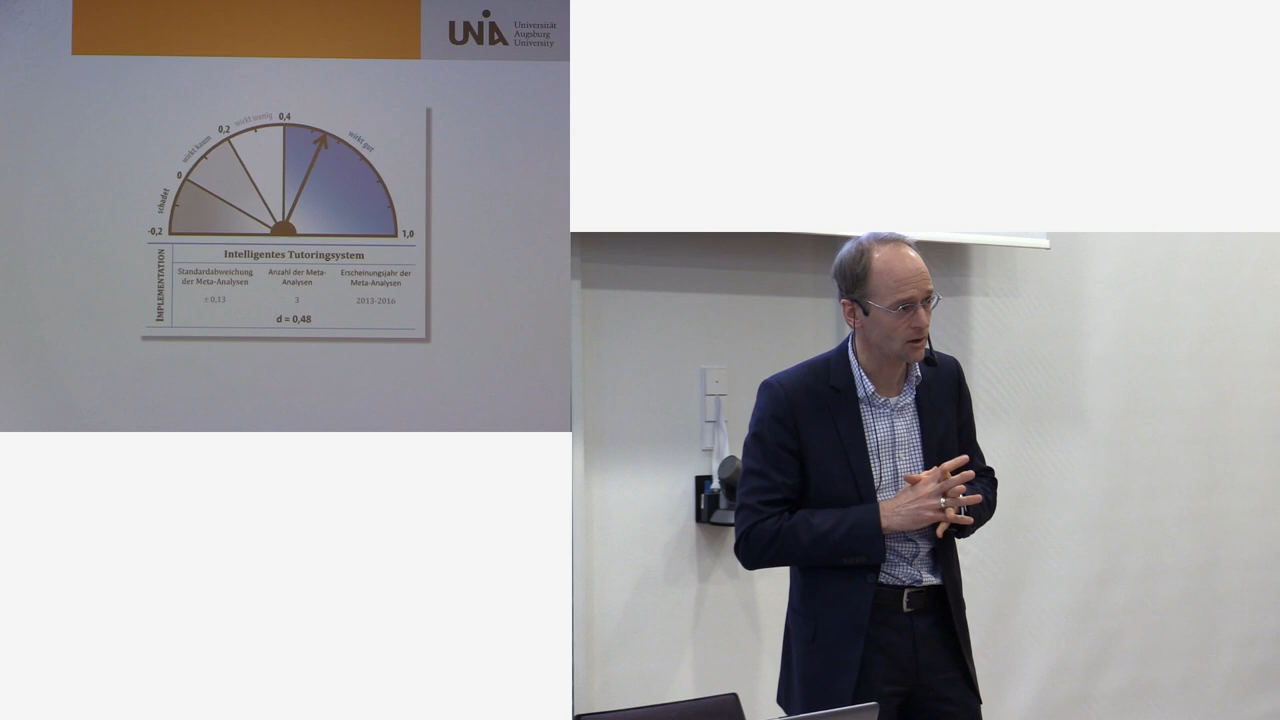 UNIA Universität
Augsburg
University
schadet
wirkt kaum
wirkt wenig
wirkt gut
-0,2
0
0,2
0,4
1,0
IMPLEMENTATION
Intelligentes Tutoringsystem
Standardabweichung der Meta-Analysen
Anzahl der Meta-Analysen
Erscheinungsjahr der Meta-Analysen
± 0,13
3
2013-2016
d = 0,48